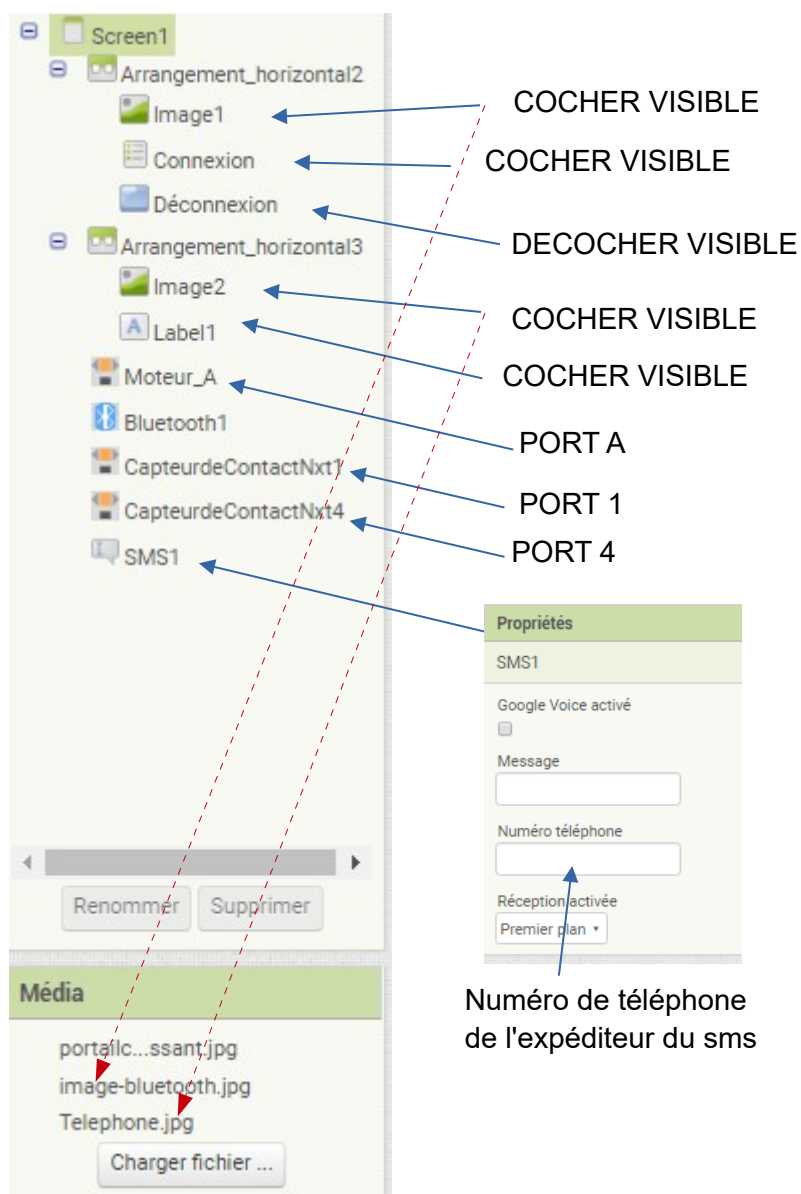 Screen1
Arrangement_horizontal2
Image1
COCHER VISIBLE
Connexion
COCHER VISIBLE
Déconnexion
DECOCHER VISIBLE
Arrangement_horizontal3
Image2
COCHER VISIBLE
Label1
COCHER VISIBLE
Moteur_A
PORT A
Bluetooth1
CapteurdeContactNxt1
PORT 1
CapteurdeContactNxt4
PORT 4
SMS1
Propriétés
SMS1
Google Voice activé
Message
Numéro téléphone
Réception activée
Premier plan
Renommer
Supprimer
Numéro de téléphone
de l'expéditeur du sms
Média
portailc...ssant.jpg
image-bluetooth.jpg
Telephone.jpg
Charger fichier ...